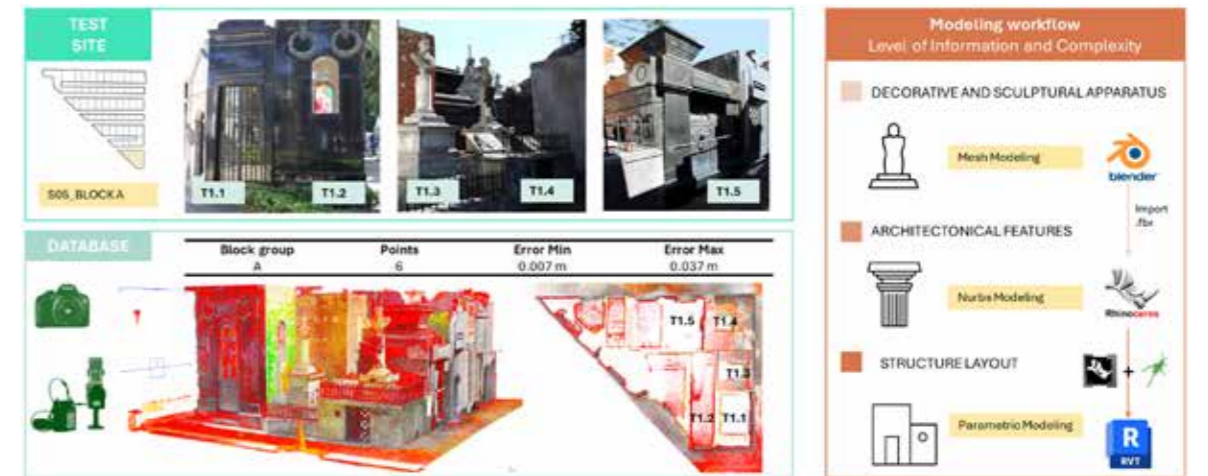 TEST
SITE
S05_BLOCK A
T1.1
T1.2
T1.3
T1.4
T1.5
DATABASE
Block group Points Error Min Error Max
A 6 0.007 m 0.037 m
T1.5
T1.4
T1.3
T1.2
T1.1
Modeling workflow
Level of Information and Complexity
DECORATIVE AND SCULPTURAL APPARATUS
Mesh Modeling
blender
Import
.fbx
ARCHITECTONICAL FEATURES
Nurbs Modeling
Rhinoceros
STRUCTURE LAYOUT
+
Parametric Modeling
R
RVT